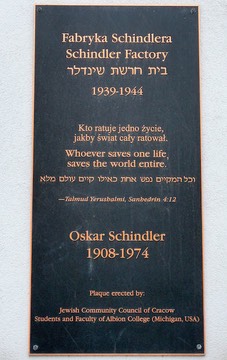 Fabryka Schindlera
Schindler Factory
בית חרשת שינדלר
1939-1944
Kto ratuje jedno życie,
jakby świat cały ratował.
Whoever saves one life,
saves the world entire.
וכל המקיים נפש אחת כאילו קיים עולם מלא
—Talmud Yerushalmi, Sanhedrin 4:12
Oskar Schindler
1908-1974
Plaque erected by:
Jewish Community Council of Cracow
Students and Faculty of Albion College (Michigan, USA)